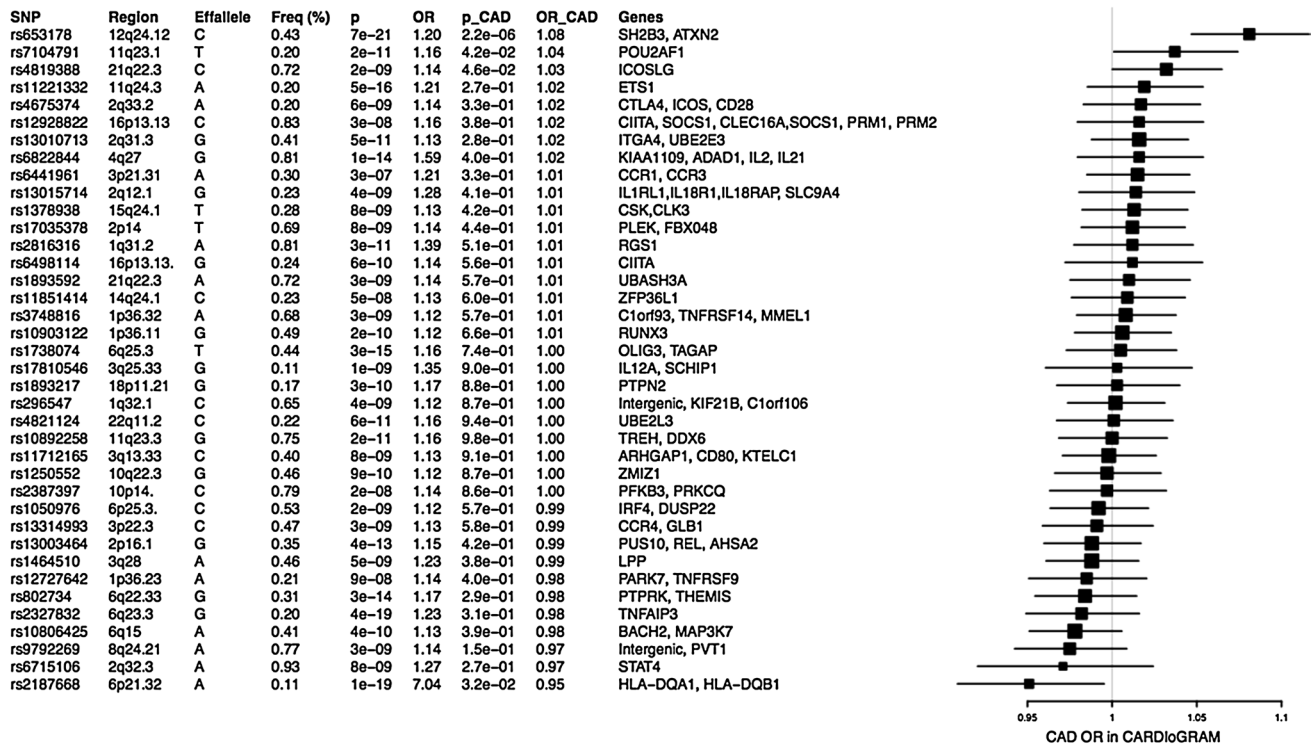 SNP Region Effallele Freq (%) p OR p_CAD OR_CAD Genes
rs653178 12q24.12 C 0.43 7e-21 1.20 2.2e-06 1.08 SH2B3, ATXN2
rs7104791 11q23.1 T 0.20 2e-11 1.16 4.2e-02 1.04 POU2AF1
rs4819388 21q22.3 C 0.72 2e-09 1.14 4.6e-02 1.03 ICOSLG
rs11221332 11q24.3 A 0.20 5e-16 1.21 2.7e-01 1.02 ETS1
rs4675374 2q33.2 A 0.20 6e-09 1.14 3.3e-01 1.02 CTLA4, ICOS, CD28
rs12928822 16p13.13 C 0.83 3e-08 1.16 3.8e-01 1.02 CIITA, SOCS1, CLEC16A,SOCS1, PRM1, PRM2
rs13010713 2q31.3 G 0.41 5e-11 1.13 2.8e-01 1.02 ITGA4, UBE2E3
rs6822844 4q27 G 0.81 1e-14 1.59 4.0e-01 1.02 KIAA1109, ADAD1, IL2, IL21
rs6441961 3p21.31 A 0.30 3e-07 1.21 3.3e-01 1.01 CCR1, CCR3
rs13015714 2q12.1 G 0.23 4e-09 1.28 4.1e-01 1.01 IL1RL1,IL18R1,IL18RAP, SLC9A4
rs1378938 15q24.1 T 0.28 8e-09 1.13 4.2e-01 1.01 CSK,CLK3
rs17035378 2p14 T 0.69 8e-09 1.14 4.4e-01 1.01 PLEK, FBX048
rs2816316 1q31.2 A 0.81 3e-11 1.39 5.1e-01 1.01 RGS1
rs6498114 16p13.13. G 0.24 6e-10 1.14 5.6e-01 1.01 CIITA
rs1893592 21q22.3 A 0.72 3e-09 1.14 5.7e-01 1.01 UBASH3A
rs11851414 14q24.1 C 0.23 5e-08 1.13 6.0e-01 1.01 ZFP36L1
rs3748816 1p36.32 A 0.68 3e-09 1.12 5.7e-01 1.01 C1orf93, TNFRSF14, MMEL1
rs10903122 1p36.11 G 0.49 2e-10 1.12 6.6e-01 1.01 RUNX3
rs1738074 6q25.3 T 0.44 3e-15 1.16 7.4e-01 1.00 OLIG3, TAGAP
rs17810546 3q25.33 G 0.11 1e-09 1.35 9.0e-01 1.00 IL12A, SCHIP1
rs1893217 18p11.21 G 0.17 3e-10 1.17 8.8e-01 1.00 PTPN2
rs296547 1q32.1 C 0.65 4e-09 1.12 8.7e-01 1.00 Intergenic, KIF21B, C1orf106
rs4821124 22q11.2 C 0.22 6e-11 1.16 9.4e-01 1.00 UBE2L3
rs10892258 11q23.3 G 0.75 2e-11 1.16 9.8e-01 1.00 TREH, DDX6
rs11712165 3q13.33 C 0.40 8e-09 1.13 9.1e-01 1.00 ARHGAP1, CD80, KTELC1
rs1250552 10q22.3 G 0.46 9e-10 1.12 8.7e-01 1.00 ZMIZ1
rs2387397 10p14. C 0.79 2e-08 1.14 8.6e-01 1.00 PFKB3, PRKCQ
rs1050976 6p25.3. C 0.53 2e-09 1.12 5.7e-01 0.99 IRF4, DUSP22
rs13314993 3p22.3 C 0.47 3e-09 1.13 5.8e-01 0.99 CCR4, GLB1
rs13003464 2p16.1 G 0.35 4e-13 1.15 4.2e-01 0.99 PUS10, REL, AHSA2
rs1464510 3q28 A 0.46 5e-09 1.23 3.8e-01 0.99 LPP
rs12727642 1p36.23 A 0.21 9e-08 1.14 4.0e-01 0.98 PARK7, TNFRSF9
rs802734 6q22.33 G 0.31 3e-14 1.17 2.9e-01 0.98 PTPRK, THEMIS
rs2327832 6q23.3 G 0.20 4e-19 1.23 3.1e-01 0.98 TNFAIP3
rs10806425 6q15 A 0.41 4e-10 1.13 3.9e-01 0.98 BACH2, MAP3K7
rs9792269 8q24.21 A 0.77 3e-09 1.14 1.5e-01 0.97 Intergenic, PVT1
rs6715106 2q32.3 A 0.93 8e-09 1.27 2.7e-01 0.97 STAT4
rs2187668 6p21.32 A 0.11 1e-19 7.04 3.2e-02 0.95 HLA-DQA1, HLA-DQB1
0.95 1 1.05 1.1
CAD OR in CARDIoGRAM